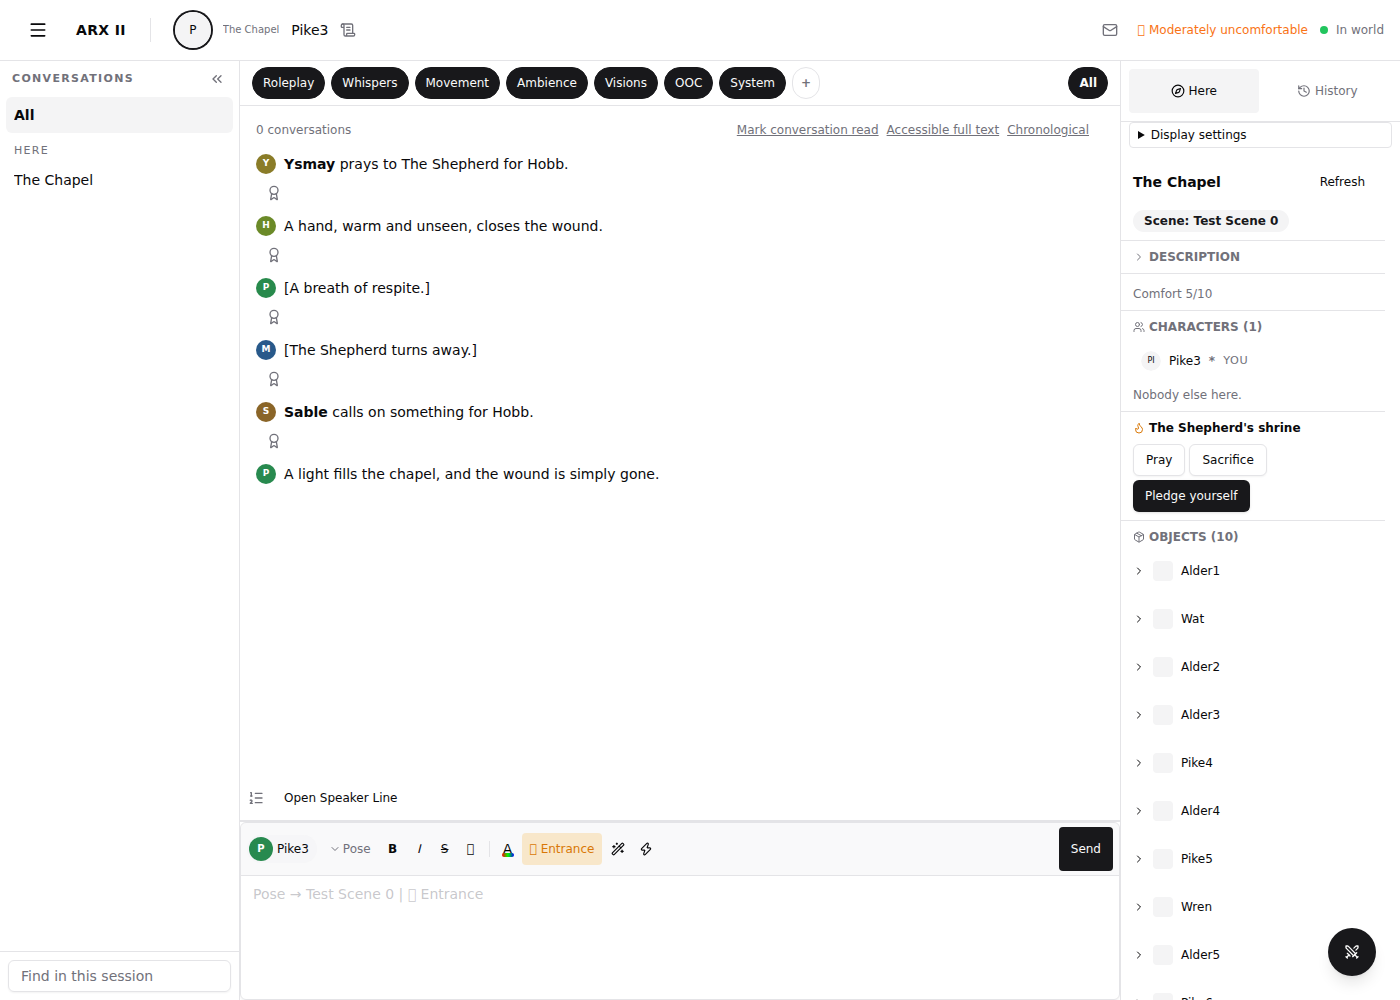 ARX II
P
The Chapel
Pike3
Moderately uncomfortable
In world
CONVERSATIONS
All
HERE
The Chapel
Find in this session
Roleplay
Whispers
Movement
Ambience
Visions
OOC
System
+
All
0 conversations
Mark conversation read
Accessible full text
Chronological
Y
Ysmay prays to The Shepherd for Hobb.
H
A hand, warm and unseen, closes the wound.
P
[A breath of respite.]
M
[The Shepherd turns away.]
S
Sable calls on something for Hobb.
P
A light fills the chapel, and the wound is simply gone.
Open Speaker Line
P
Pike3
Pose
B
I
S
A
Entrance
Send
Pose → Test Scene 0 | Entrance
Here
History
Display settings
The Chapel
Refresh
Scene: Test Scene 0
DESCRIPTION
Comfort 5/10
CHARACTERS (1)
PI
Pike3 * YOU
Nobody else here.
The Shepherd's shrine
Pray
Sacrifice
Pledge yourself
OBJECTS (10)
Alder1
Wat
Alder2
Alder3
Pike4
Alder4
Pike5
Wren
Alder5